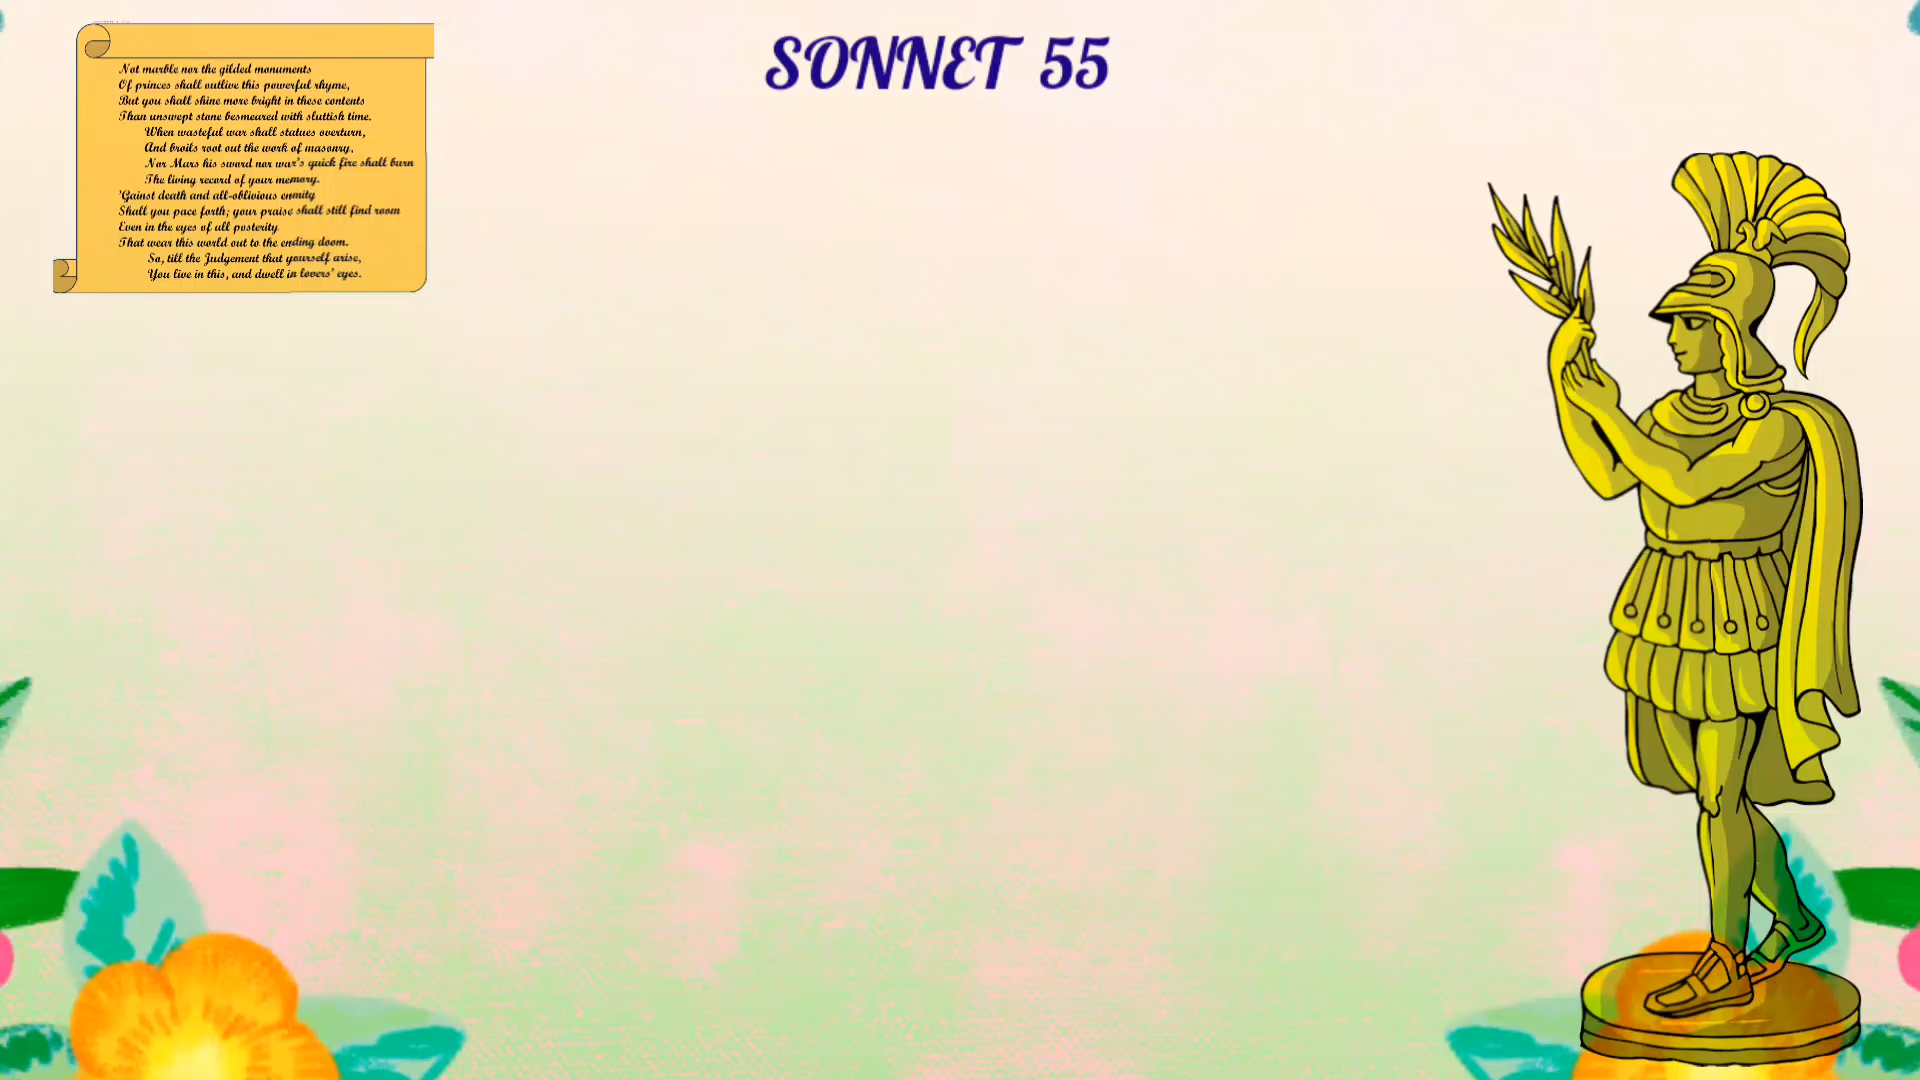 SONNET 55
Not marble nor the gilded monuments
Of princes shall outlive this powerful rhyme,
But you shall shine more bright in these contents
Than unswept stone besmeared with sluttish time.
When wasteful war shall statues overturn,
And broils root out the work of masonry,
Nor Mars his sword nor war's quick fire shall burn
The living record of your memory.
'Gainst death and all-oblivious enmity
Shall you pace forth; your praise shall still find room
Even in the eyes of all posterity
That wear this world out to the ending doom.
So, till the Judgement that yourself arise,
You live in this, and dwell in lovers' eyes.